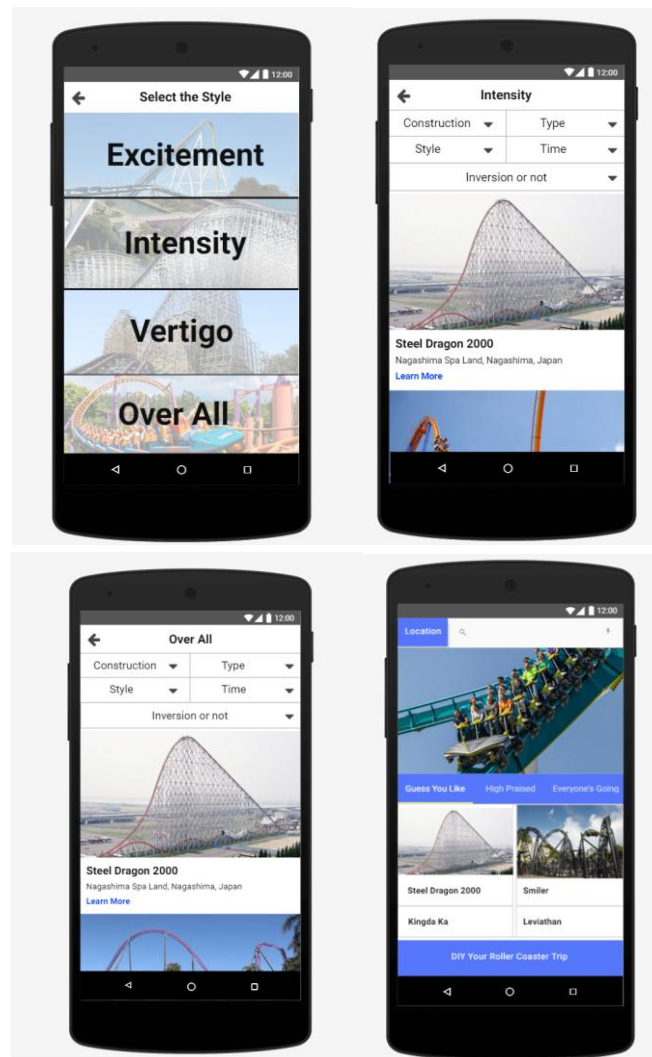 12:00
Select the Style
Excitement
Intensity
Vertigo
Over All
12:00
Intensity
Construction Type
Style Time
Inversion or not
Steel Dragon 2000
Nagashima Spa Land, Nagashima, Japan
Learn More
12:00
Over All
Construction Type
Style Time
Inversion or not
Steel Dragon 2000
Nagashima Spa Land, Nagashima, Japan
Learn More
12:00
Location
Guess You Like High Praised Everyone's Going
Steel Dragon 2000 Smiler
Kingda Ka Leviathan
DIY Your Roller Coaster Trip